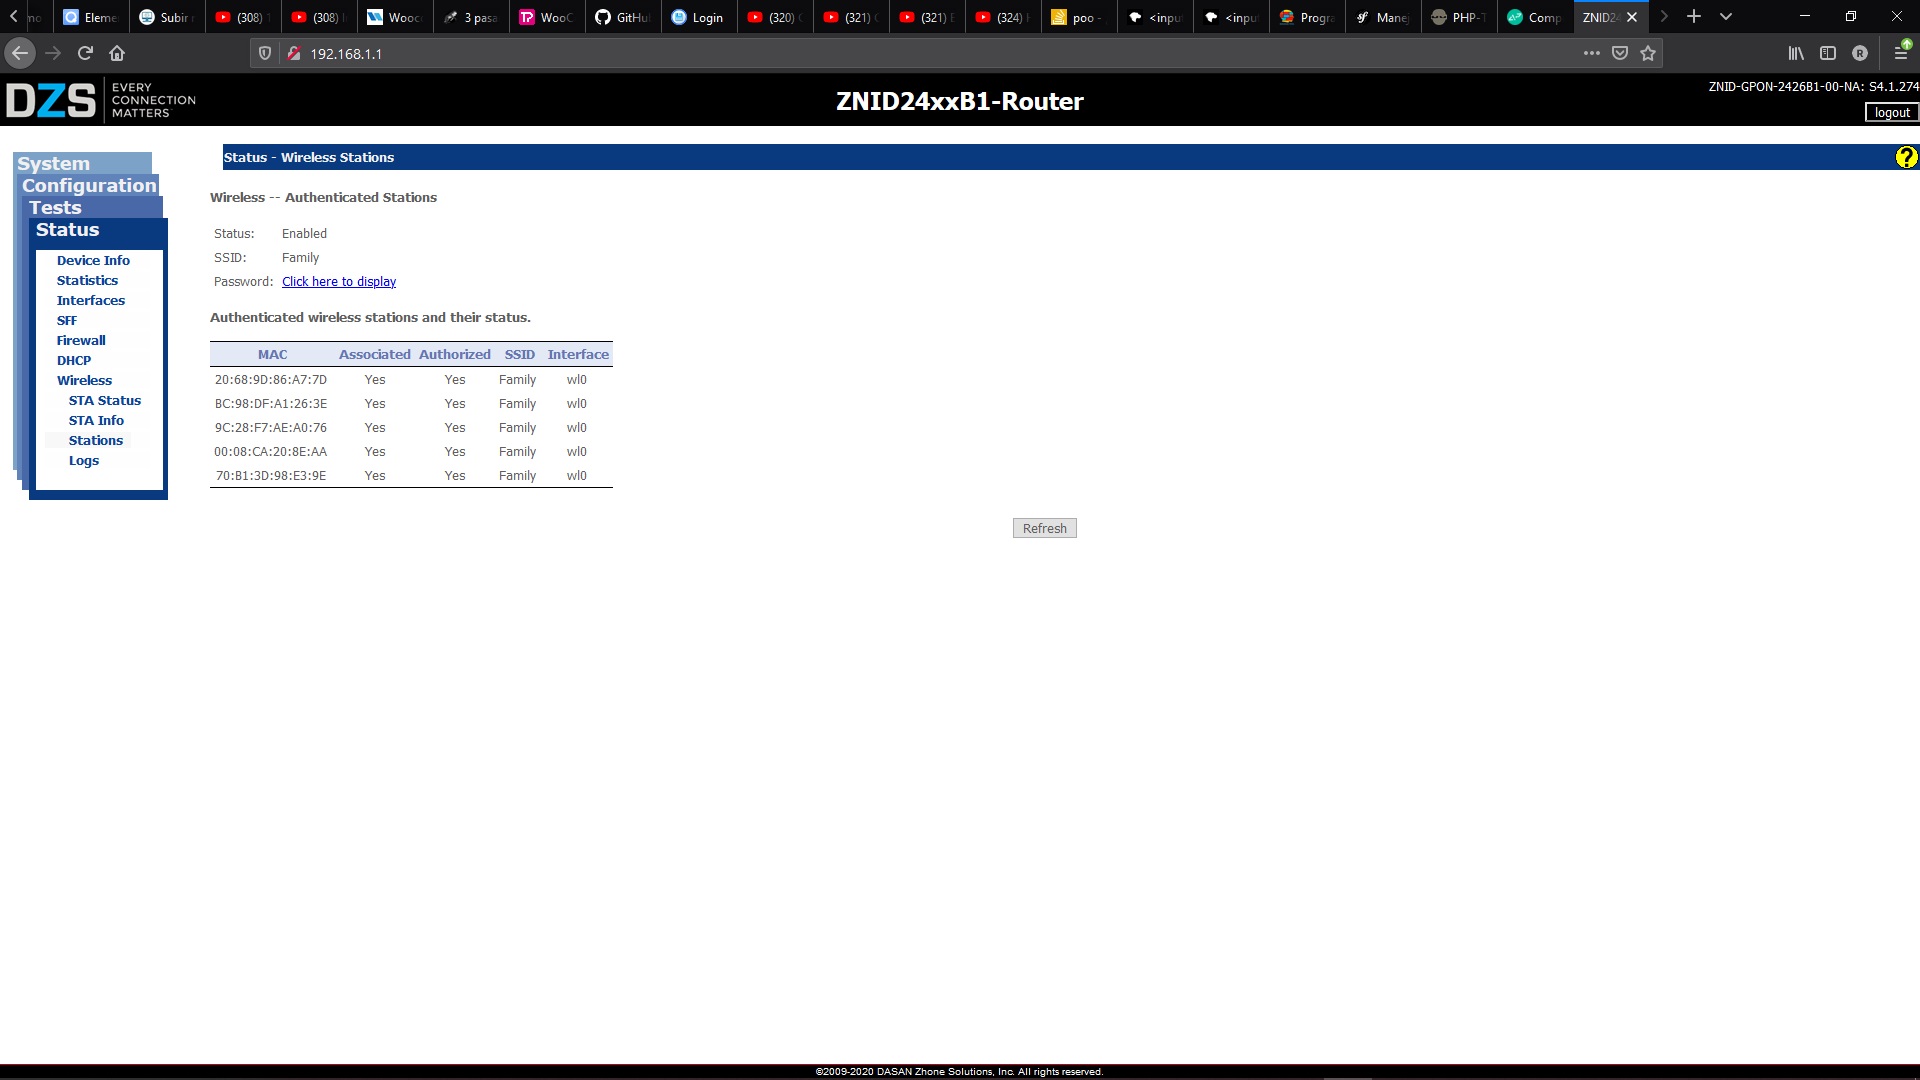 Eleme
Subir
(308)
(308)
Wooc
3 pasa
WooC
GitHu
Login
(320)
(321)
(321)
(324)
poo -
<inpu
<inpu
Progra
Mane
PHP-
Comp
ZNID24
192.168.1.1
DZS
EVERY
CONNECTION
MATTERS
ZNID24xxB1-Router
ZNID-GPON-2426B1-00-NA: S4.1.274
logout
System
Configuration
Tests
Status
Device Info
Statistics
Interfaces
SFF
Firewall
DHCP
Wireless
STA Status
STA Info
Stations
Logs
Status - Wireless Stations
?
Wireless -- Authenticated Stations
Status: Enabled
SSID: Family
Password: Click here to display
Authenticated wireless stations and their status.
MAC Associated Authorized SSID Interface
20:68:9D:86:A7:7D Yes Yes Family wl0
BC:98:DF:A1:26:3E Yes Yes Family wl0
9C:28:F7:AE:A0:76 Yes Yes Family wl0
00:08:CA:20:8E:AA Yes Yes Family wl0
70:B1:3D:98:E3:9E Yes Yes Family wl0
Refresh
©2009-2020 DASAN Zhone Solutions, Inc. All rights reserved.